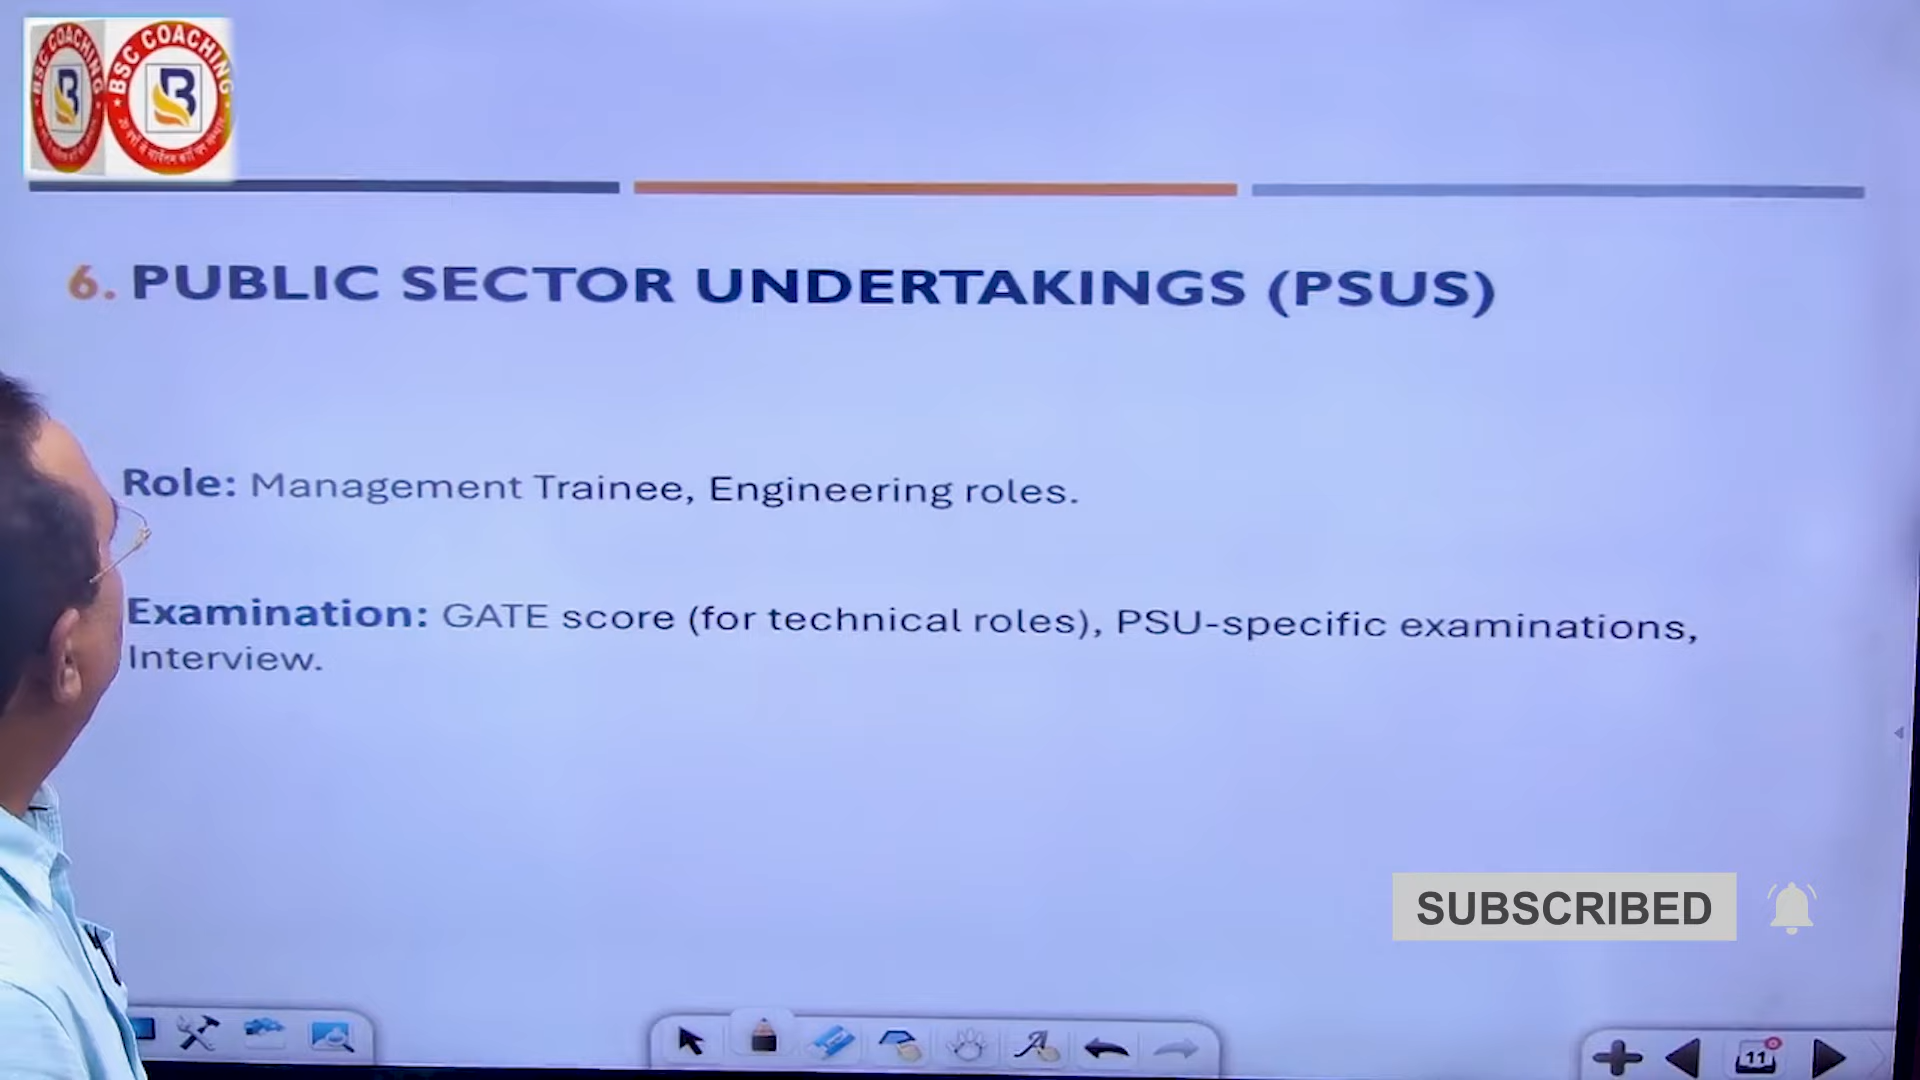 BSC COACHING
BSC COACHING
B
6. PUBLIC SECTOR UNDERTAKINGS (PSUS)
Role: Management Trainee, Engineering roles.
Examination: GATE score (for technical roles), PSU-specific examinations,
Interview.
SUBSCRIBED
11